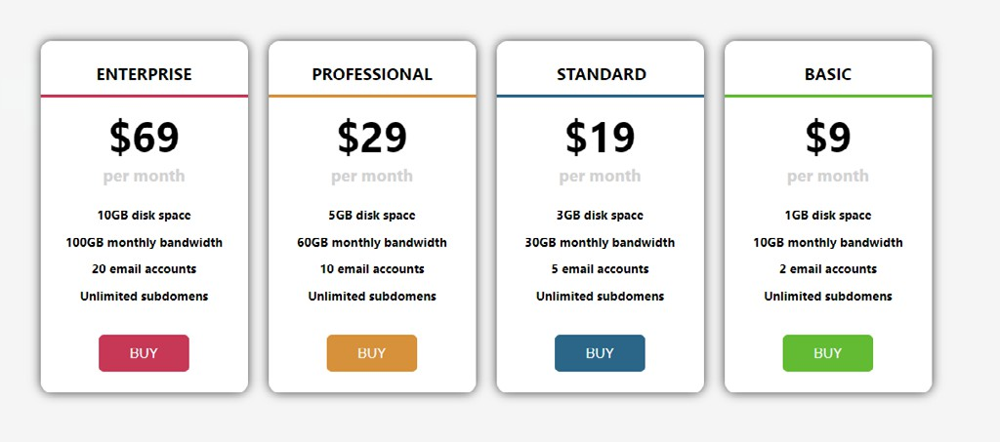 ENTERPRISE
$69
per month
10GB disk space
100GB monthly bandwidth
20 email accounts
Unlimited subdomens
BUY
PROFESSIONAL
$29
per month
5GB disk space
60GB monthly bandwidth
10 email accounts
Unlimited subdomens
BUY
STANDARD
$19
per month
3GB disk space
30GB monthly bandwidth
5 email accounts
Unlimited subdomens
BUY
BASIC
$9
per month
1GB disk space
10GB monthly bandwidth
2 email accounts
Unlimited subdomens
BUY